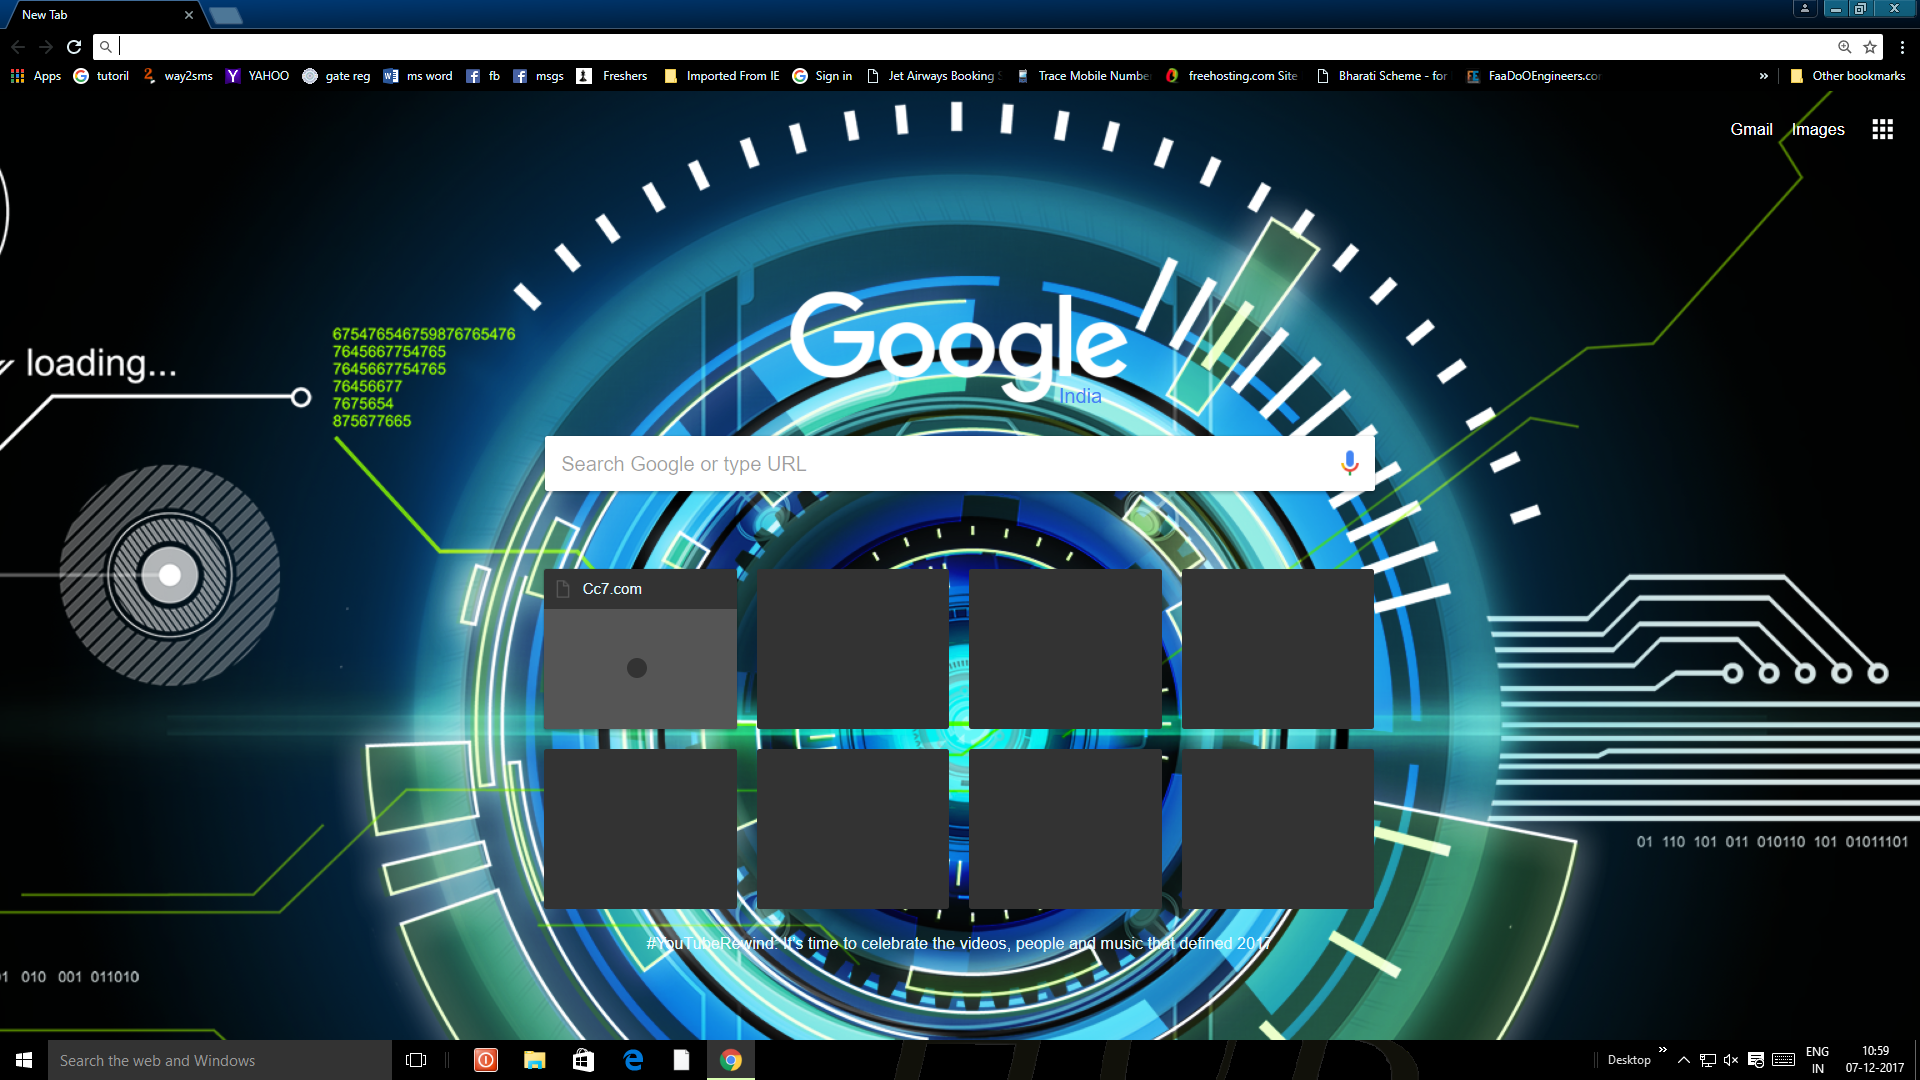 New Tab
Apps tutoril way2sms YAHOO gate reg ms word fb msgs Freshers Imported From IE Sign in Jet Airways Booking Trace Mobile Numbe freehosting.com Site Bharati Scheme - for FaaDoOEngineers.co » Other bookmarks
Gmail Images
Google
India
675476546759876765476
7645667754765
7645667754765
76456677
7675654
875677665
loading...
Search Google or type URL
Cc7.com
01 110 101 011 010110 101 01011101
#YouTubeRewind: It's time to celebrate the videos, people and music that defined 2017
1 010 001 011010
Search the web and Windows
Desktop »
ENG
IN
10:59
07-12-2017